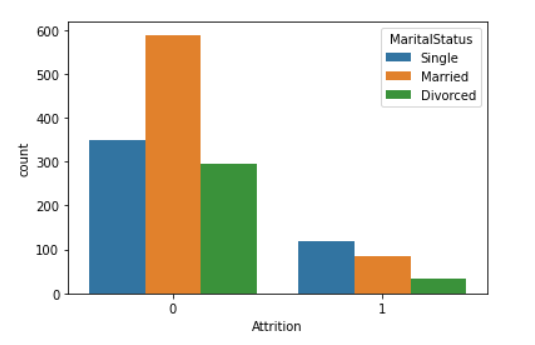 600
500
400
300
200
100
0
count
MaritalStatus
Single
Married
Divorced
0 1
Attrition